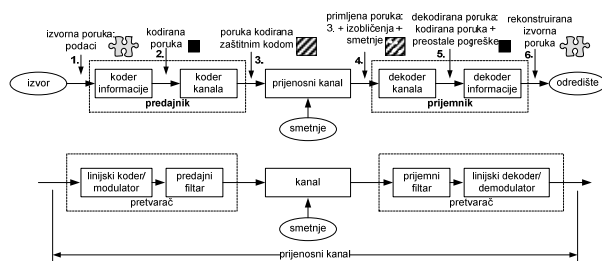 izvorna poruka:
podaci
1.
kodirana
poruka
2.
poruka kodirana
zaštitnim kodom
3.
primljena poruka:
3. + izobličenja +
smetnje
4.
dekodirana poruka:
kodirana poruka +
preostale pogreške
5.
rekonstruirana
izvorna
poruka
6.
izvor
koder
informacije
koder
kanala
predajnik
prijenosni kanal
smetnje
dekoder
kanala
dekoder
informacije
prijemnik
odredište
linijski koder/
modulator
predajni
filtar
pretvarač
kanal
smetnje
prijemni
filtar
linijski dekoder/
demodulator
pretvarač
prijenosni kanal